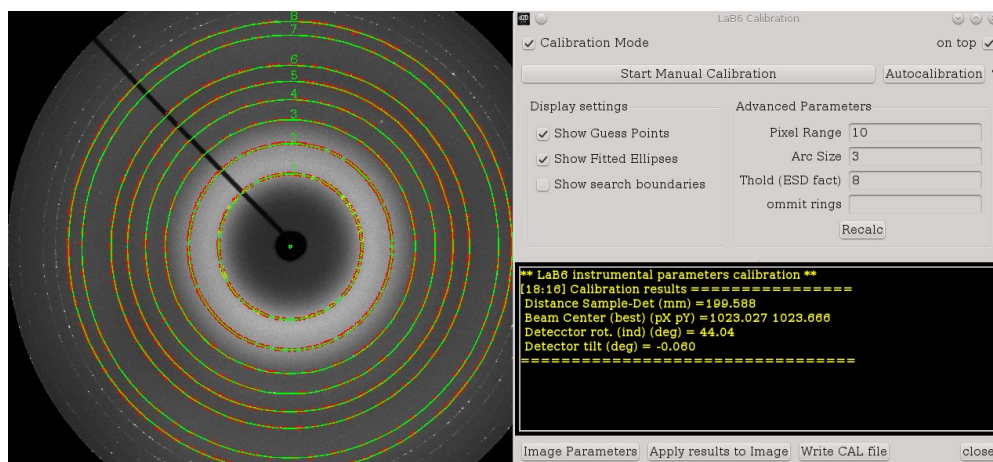 8
7
6
5
4
3
2
LaB6 Calibration
Calibration Mode
on top
Start Manual Calibration
Autocalibration
Display settings
Show Guess Points
Show Fitted Ellipses
Show search boundaries
Advanced Parameters
Pixel Range 10
Arc Size 3
Thold (ESD fact) 8
ommit rings
Recalc
** LaB6 instrumental parameters calibration **
[18:16] Calibration results ================
Distance Sample-Det (mm) =199.588
Beam Center (best) (pX pY) =1023.027 1023.666
Detecctor rot. (ind) (deg) = 44.04
Detector tilt (deg) = -0.060
=================================
Image Parameters
Apply results to Image
Write CAL file
close